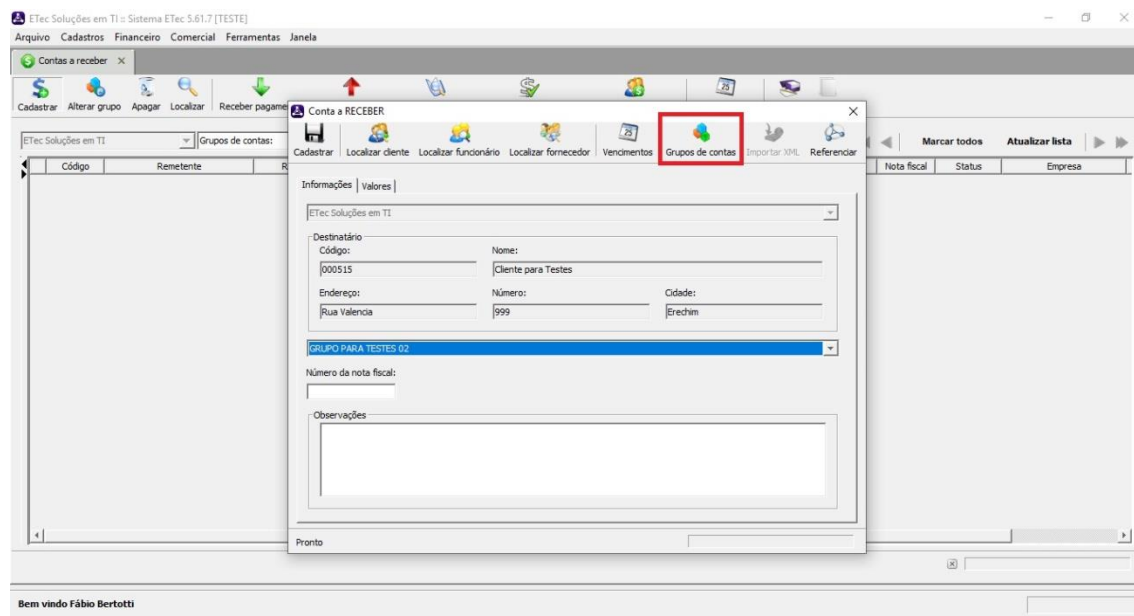 ETec Soluções em TI :: Sistema ETec 5.61.7 [TESTE]
Arquivo Cadastros Financeiro Comercial Ferramentas Janela
Contas a receber
Cadastrar Alterar grupo Apagar Localizar Receber pagame
ETec Soluções em TI Grupos de contas: Marcar todos Atualizar lista
Código Remetente R Nota fiscal Status Empresa
Conta a RECEBER
Cadastrar Localizar cliente Localizar funcionário Localizar fornecedor Vencimentos Grupos de contas Importar XML Referenciar
Informações Valores
ETec Soluções em TI
Destinatário
Código: Nome:
000515 Cliente para Testes
Endereço: Número: Cidade:
Rua Valencia 999 Erechim
GRUPO PARA TESTES 02
Número da nota fiscal:
Observações
Pronto
Bem vindo Fábio Bertotti